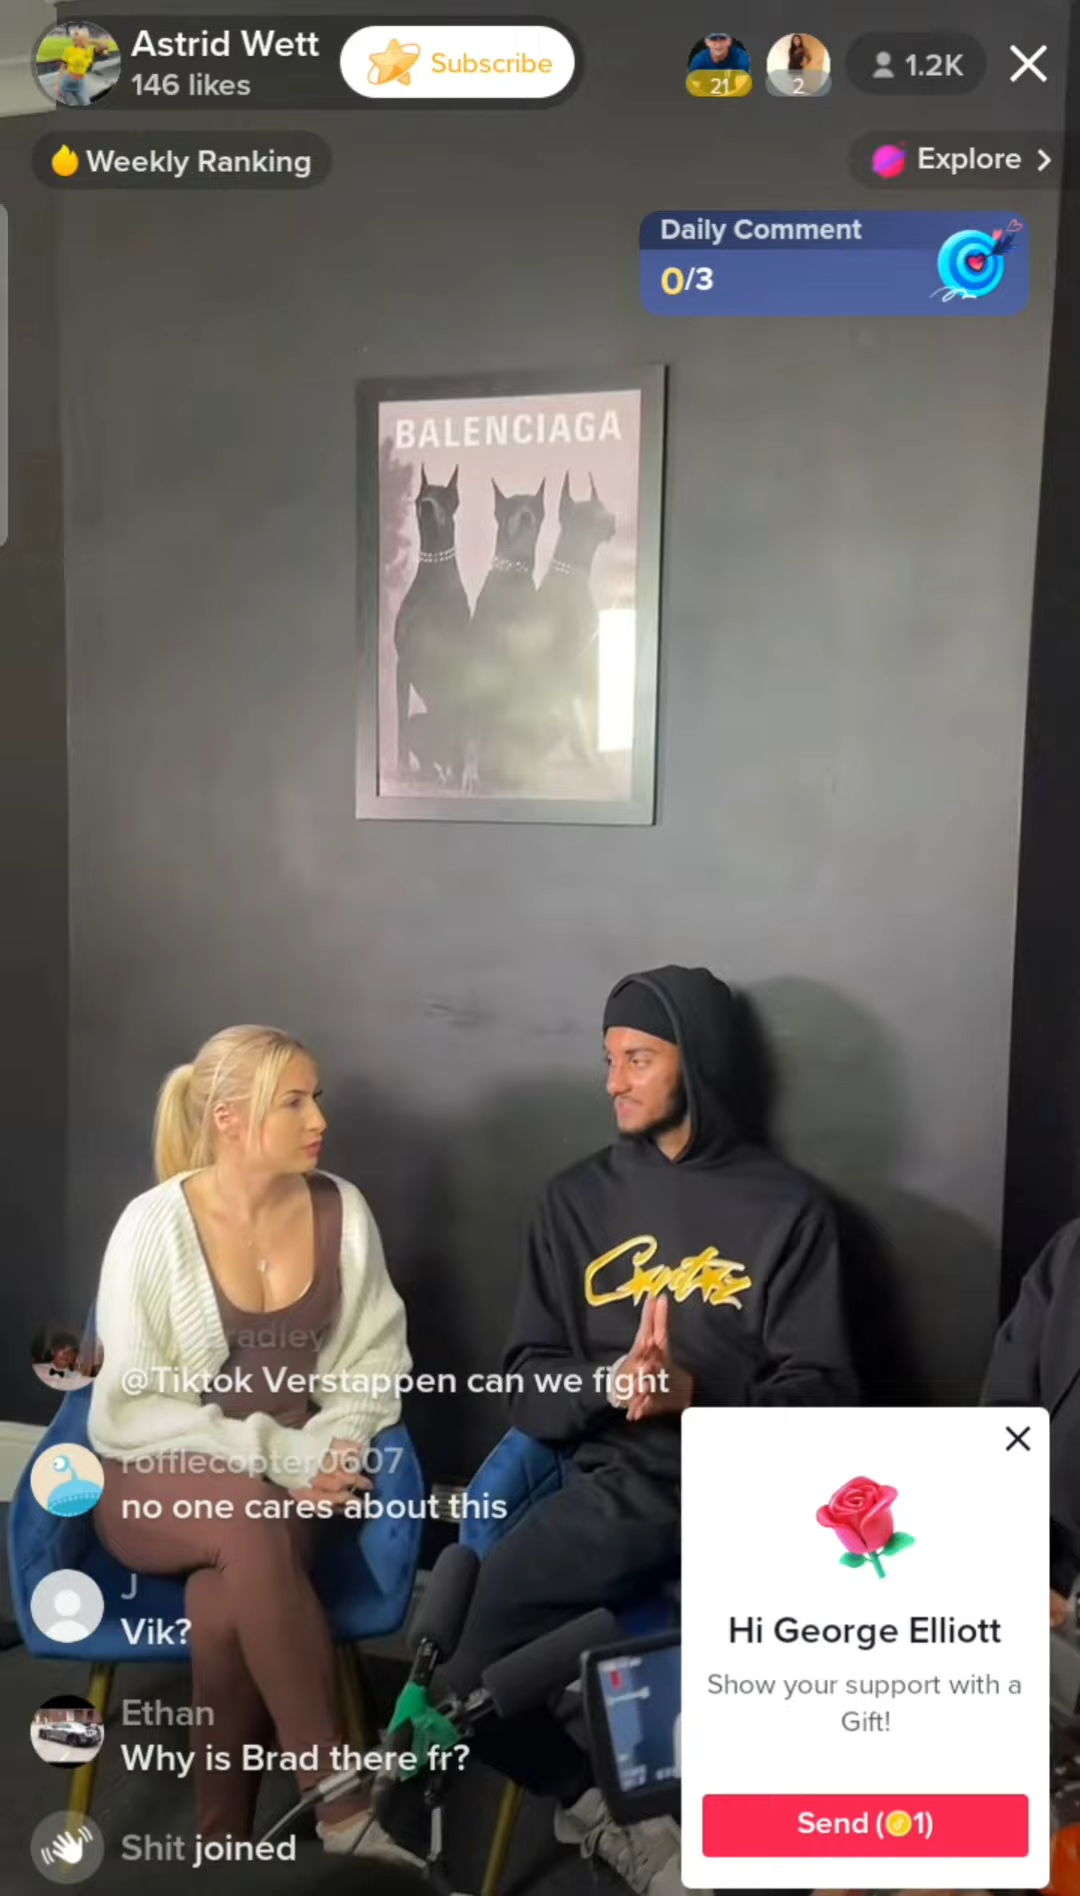 Astrid Wett
146 likes
Subscribe
21
2
1.2K
Weekly Ranking
Explore
Daily Comment
0/3
BALENCIAGA
radley
@Tiktok Verstappen can we fight
rofflecopter0607
no one cares about this
J
Vik?
Ethan
Why is Brad there fr?
Shit joined
Hi George Elliott
Show your support with a
Gift!
Send (1)